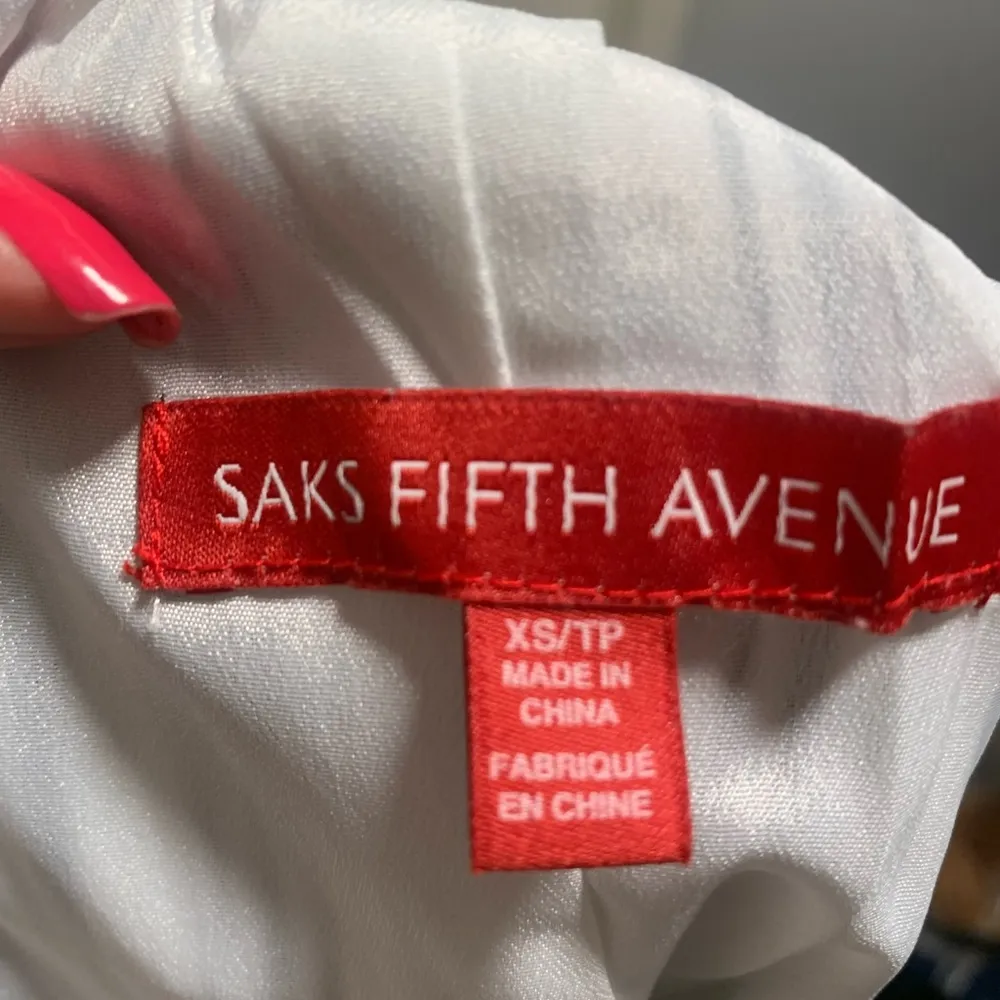 SAKS FIFTH AVENUE
XS/TP
MADE IN
CHINA
FABRIQUÉ
EN CHINE